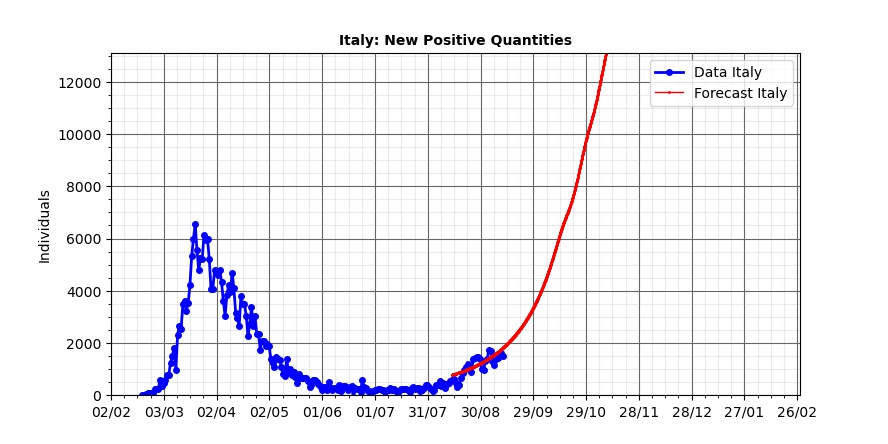 Italy: New Positive Quantities
Data Italy
Forecast Italy
Individuals
12000
10000
8000
6000
4000
2000
0
02/02 03/03 02/04 02/05 01/06 01/07 31/07 30/08 29/09 29/10 28/11 28/12 27/01 26/02